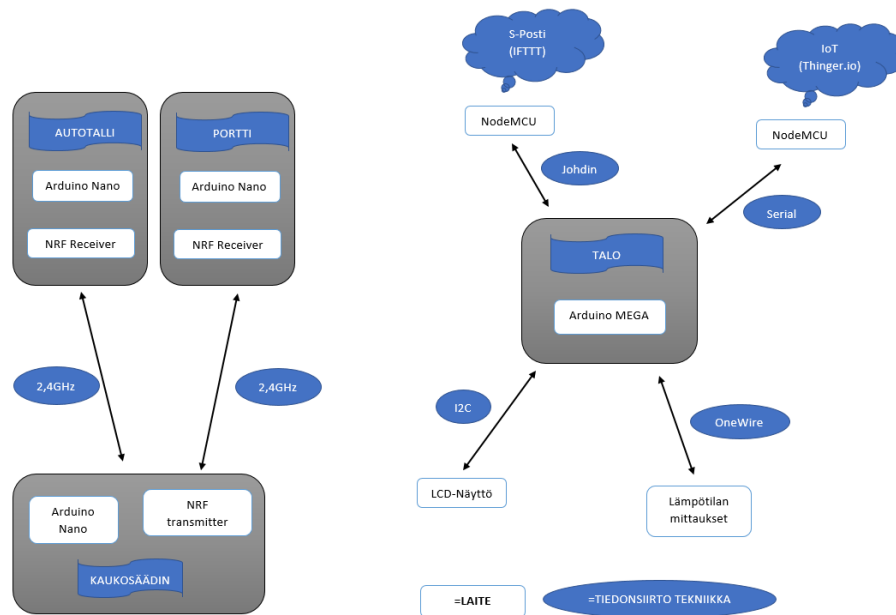 S-Posti
(IFTTT)
IoT
(Thinger.io)
NodeMCU
NodeMCU
AUTOTALLI
PORTTI
Arduino Nano
Arduino Nano
NRF Receiver
NRF Receiver
Johdin
Serial
TALO
Arduino MEGA
2,4GHz
2,4GHz
I2C
OneWire
Arduino
Nano
NRF
transmitter
KAUKOSÄÄDIN
LCD-Näyttö
Lämpötilan
mittaukset
=LAITE
=TIEDONSIIRTO TEKNIIKKA